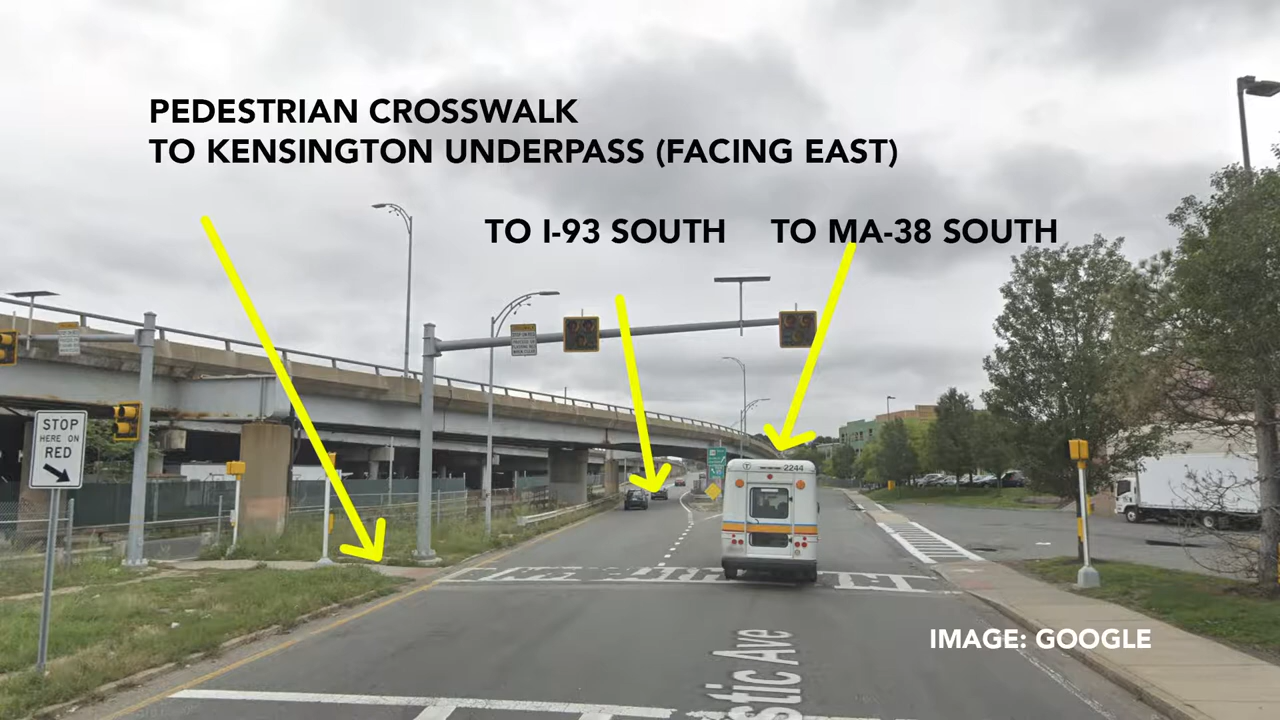 PEDESTRIAN CROSSWALK
TO KENSINGTON UNDERPASS (FACING EAST)
TO I-93 SOUTH
TO MA-38 SOUTH
STOP
HERE ON
RED
T
2244
stic Ave
IMAGE: GOOGLE